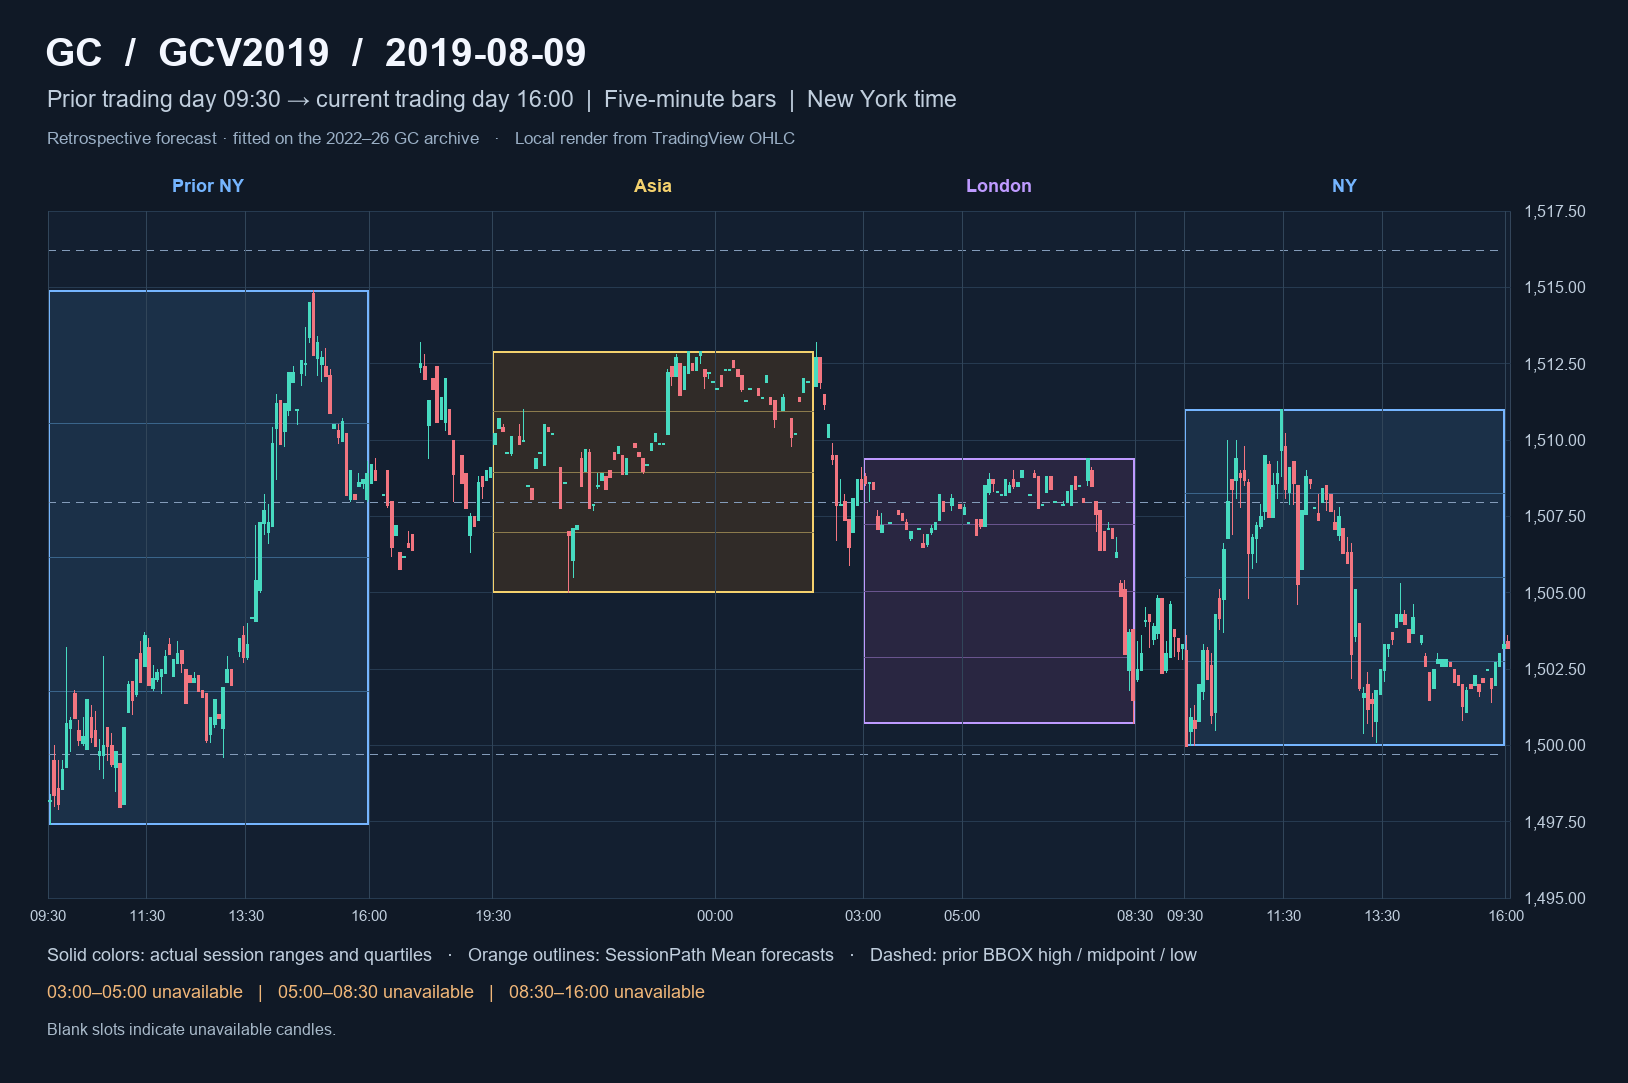 GC / GCV2019 / 2019-08-09
Prior trading day 09:30 → current trading day 16:00 | Five-minute bars | New York time
Retrospective forecast · fitted on the 2022–26 GC archive · Local render from TradingView OHLC
Prior NY Asia London NY
1,517.50
1,515.00
1,512.50
1,510.00
1,507.50
1,505.00
1,502.50
1,500.00
1,497.50
1,495.00
09:30 11:30 13:30 16:00 19:30 00:00 03:00 05:00 08:30 09:30 11:30 13:30 16:00
Solid colors: actual session ranges and quartiles · Orange outlines: SessionPath Mean forecasts · Dashed: prior BBOX high / midpoint / low
03:00–05:00 unavailable | 05:00–08:30 unavailable | 08:30–16:00 unavailable
Blank slots indicate unavailable candles.